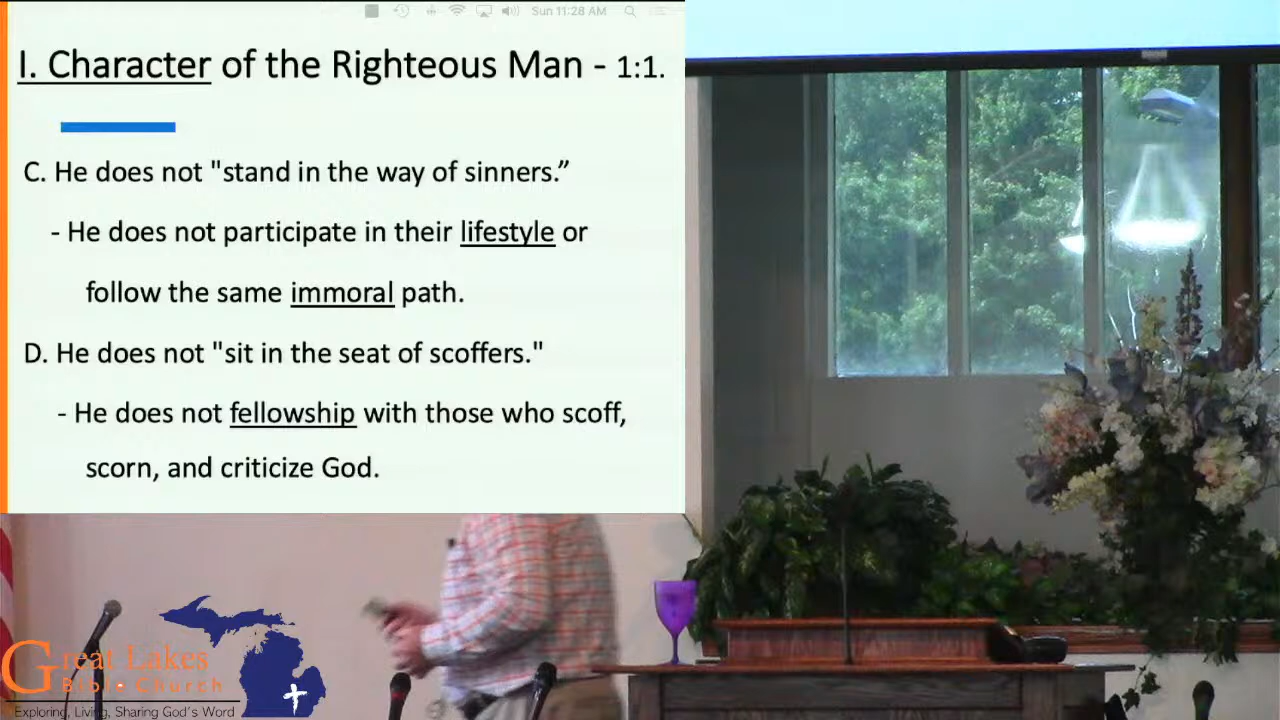 Sun 11:28 AM
I. Character of the Righteous Man - 1:1.
C. He does not "stand in the way of sinners.”
- He does not participate in their lifestyle or
follow the same immoral path.
D. He does not "sit in the seat of scoffers."
- He does not fellowship with those who scoff,
scorn, and criticize God.
Great Lakes
Bible Church
Exploring, Living, Sharing God's Word